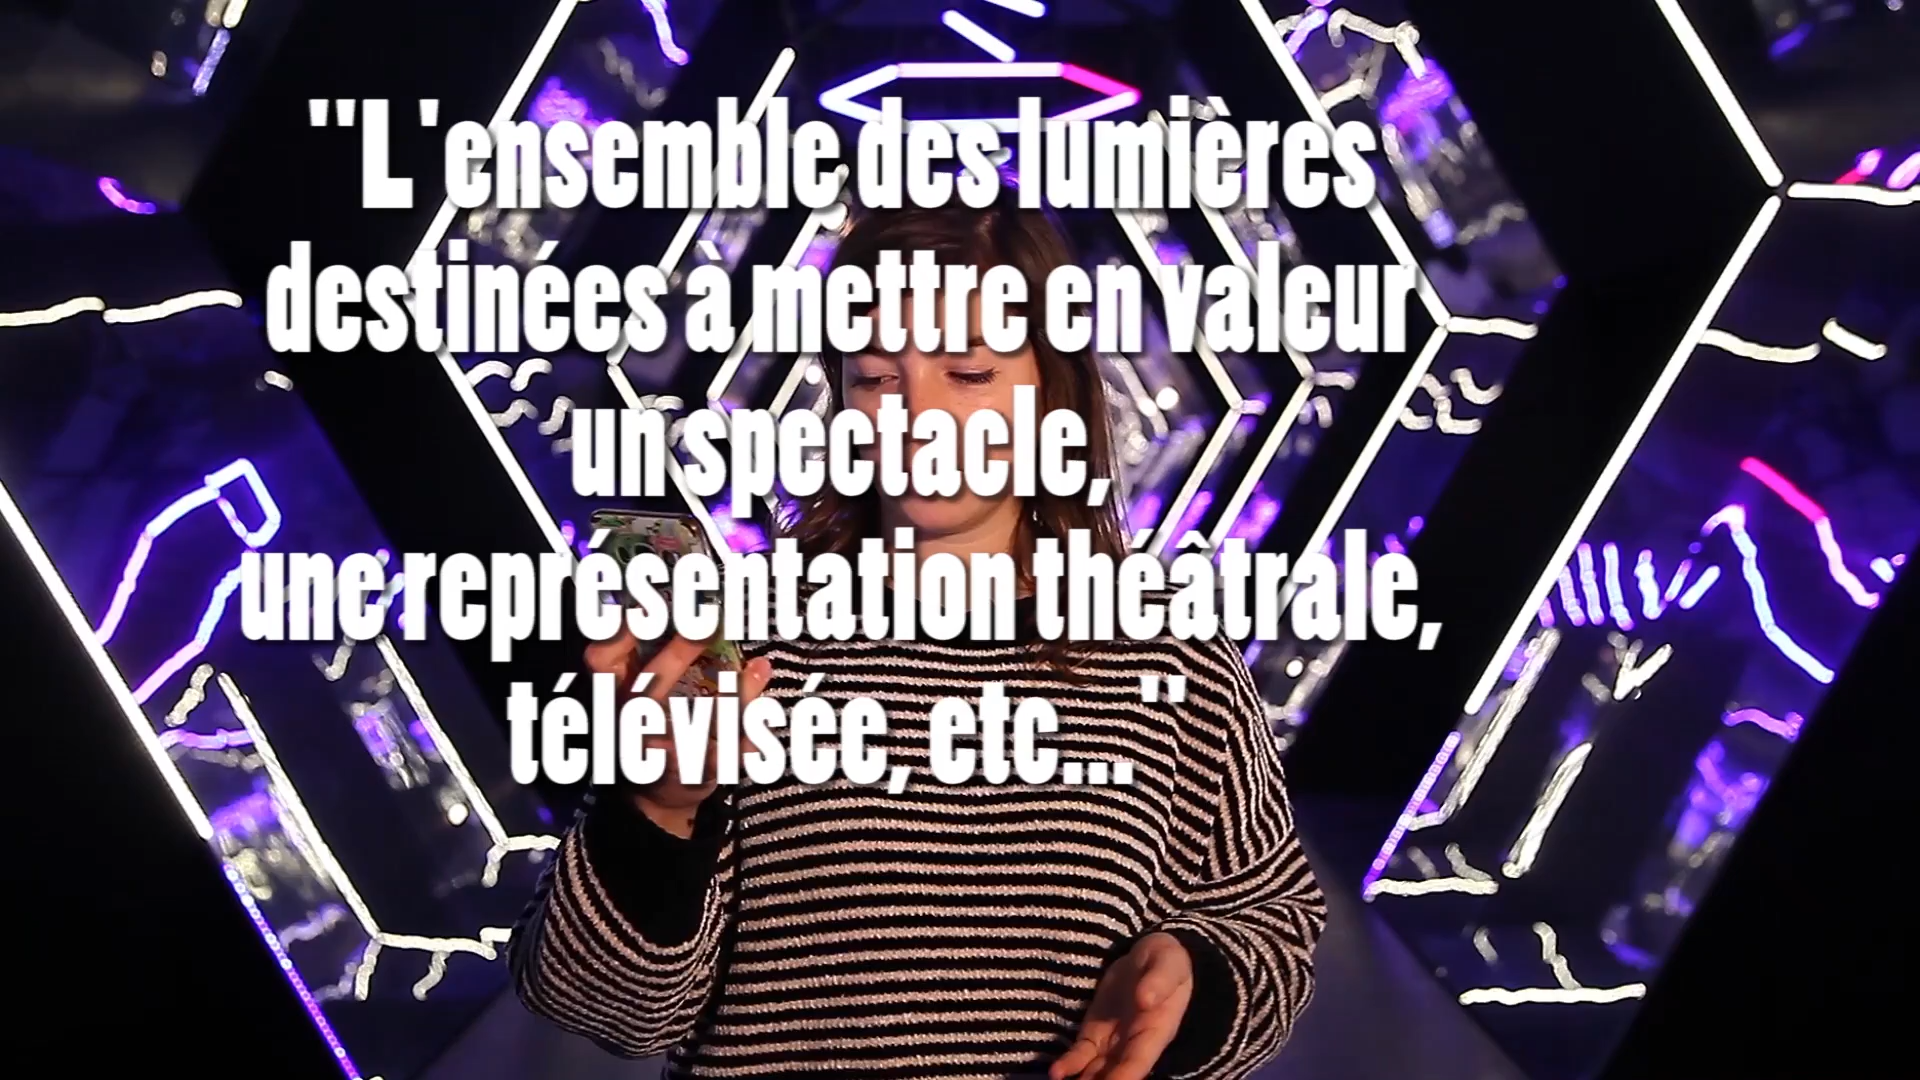 "L'ensemble des lumières
destinées à mettre en valeur
un spectacle,
une représentation théâtrale,
télévisée, etc..."